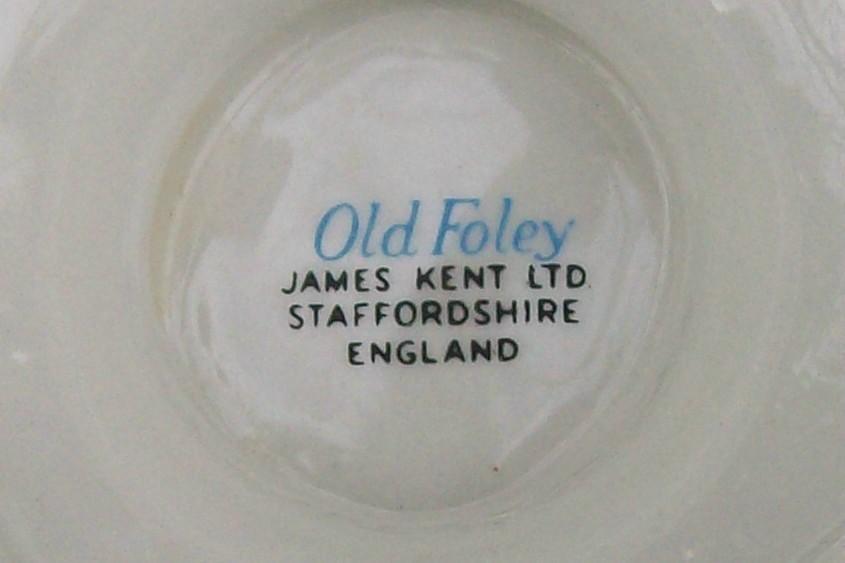 Old Foley
JAMES KENT LTD.
STAFFORDSHIRE
ENGLAND